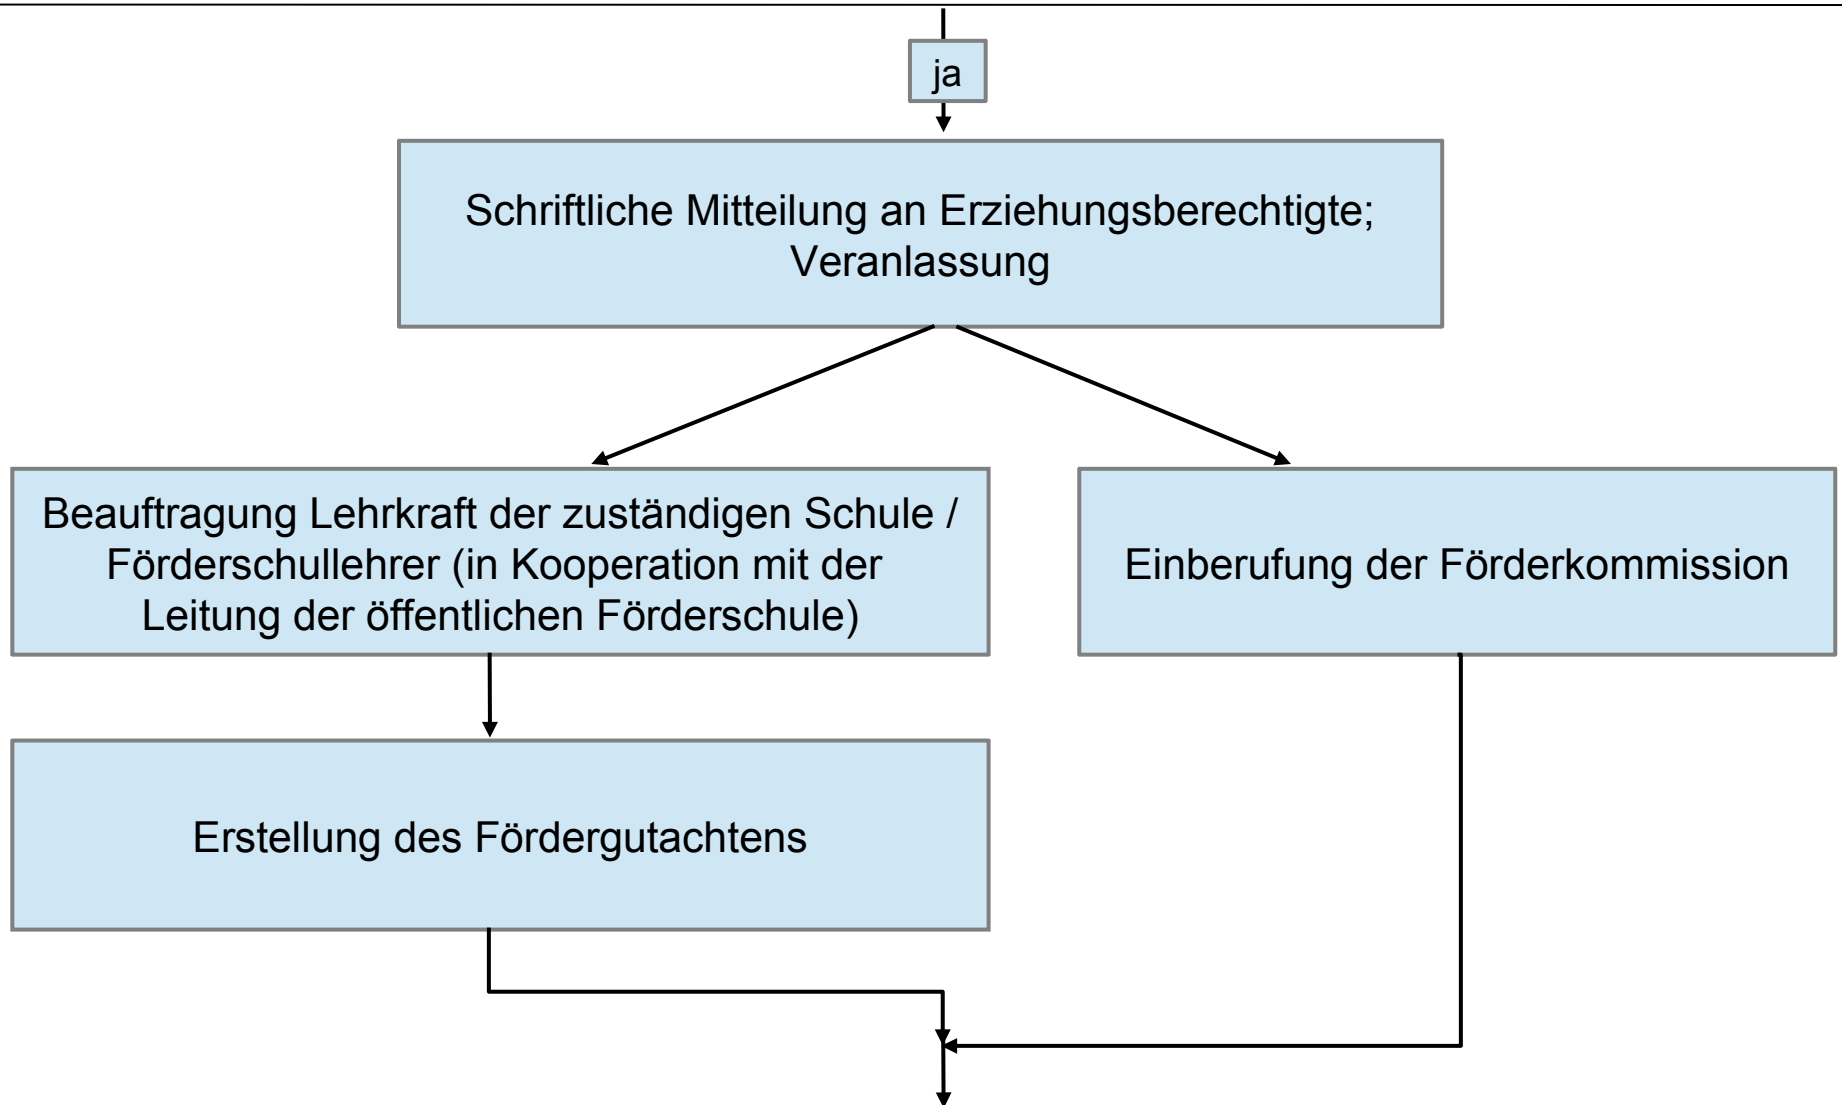 ja
Schriftliche Mitteilung an Erziehungsberechtigte;
Veranlassung
Beauftragung Lehrkraft der zuständigen Schule /
Förderschullehrer (in Kooperation mit der
Leitung der öffentlichen Förderschule)
Einberufung der Förderkommission
Erstellung des Fördergutachtens